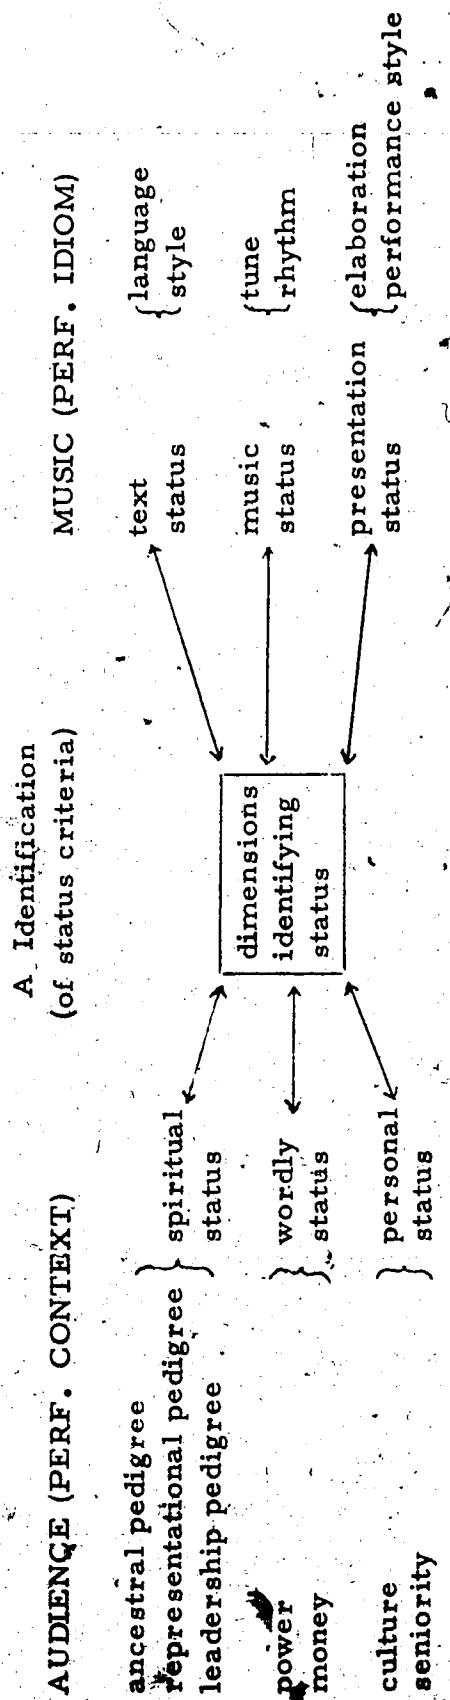 A Identification
(of status criteria)
AUDIENCE (PERF. CONTEXT)
MUSIC (PERF. IDIOM)
ancestral pedigree
representational pedigree
leadership pedigree
} spiritual
status
power
money
} wordly
status
culture
seniority
} personal
status
dimensions
identifying
status
text
status
{ language
style
music
status
{ tune
rhythm
presentation
status
{ elaboration
performance style